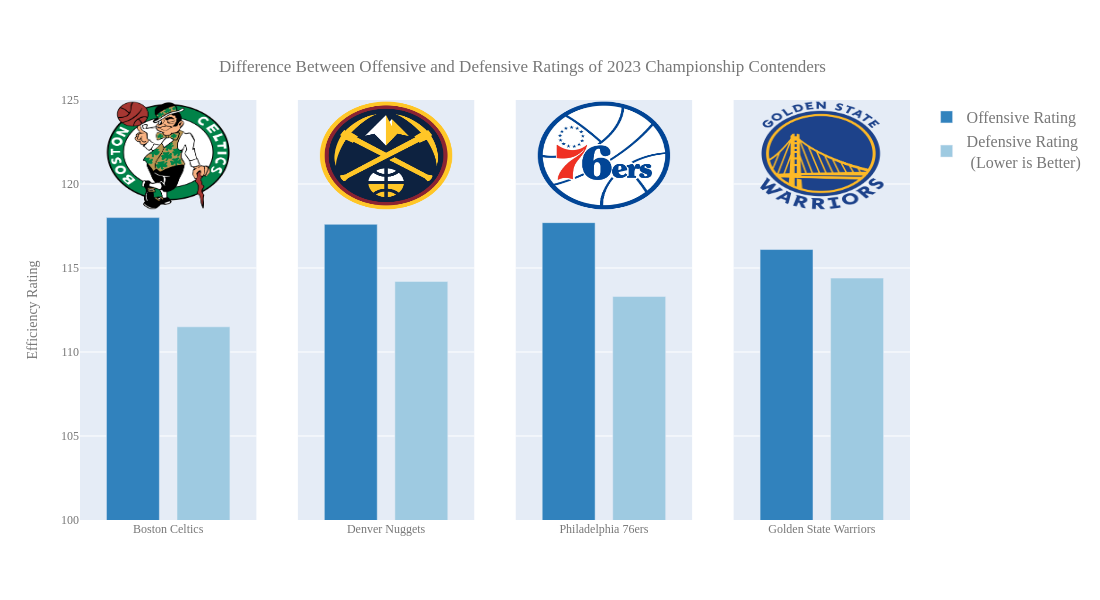 Difference Between Offensive and Defensive Ratings of 2023 Championship Contenders
125
120
115
110
105
100
Efficiency Rating
BOSTON CELTICS
76ers
GOLDEN STATE
WARRIORS
Boston Celtics
Denver Nuggets
Philadelphia 76ers
Golden State Warriors
Offensive Rating
Defensive Rating
(Lower is Better)